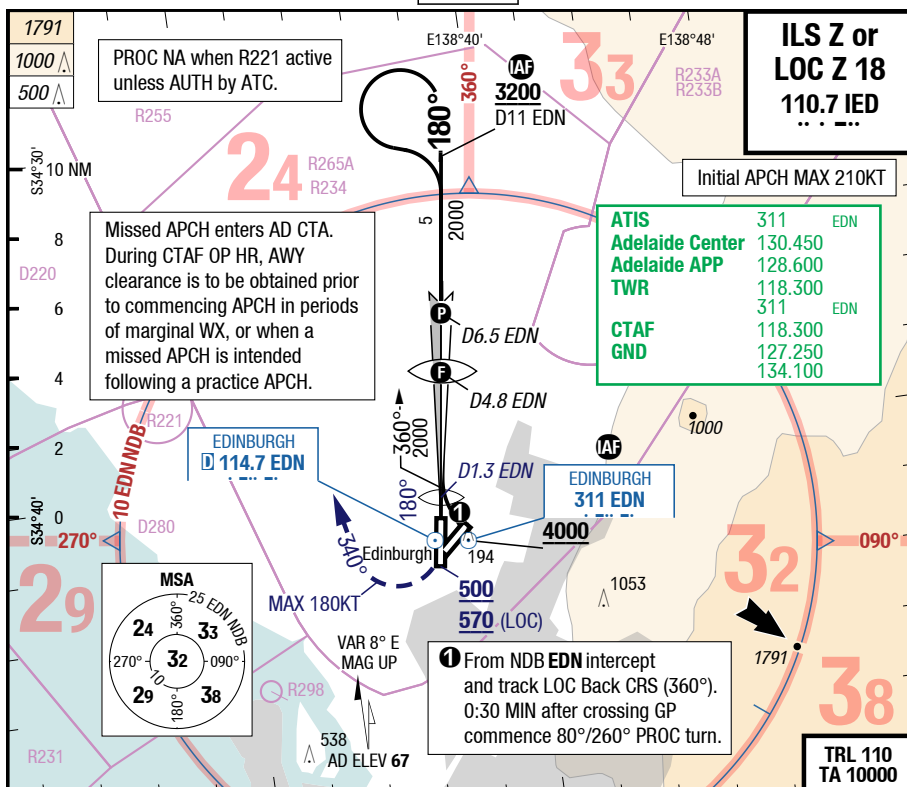 1791
1000
500
PROC NA when R221 active
unless AUTH by ATC.
E138°40'
E138°48'
ILS Z or
LOC Z 18
110.7 IED
IAF
3200
D11 EDN
180°
360°
33
R233A
R233B
R255
S34°30'
10 NM
24
R265A
R234
Initial APCH MAX 210KT
Missed APCH enters AD CTA.
During CTAF OP HR, AWY
clearance is to be obtained prior
to commencing APCH in periods
of marginal WX, or when a
missed APCH is intended
following a practice APCH.
5
2000
ATIS 311 EDN
Adelaide Center 130.450
Adelaide APP 128.600
TWR 118.300
311 EDN
CTAF 118.300
GND 127.250
134.100
8
D220
6
P
D6.5 EDN
F
D4.8 EDN
4
R221
360°
2000
1000
2
10 EDN NDB
EDINBURGH
D 114.7 EDN
180°
D1.3 EDN
IAF
EDINBURGH
311 EDN
S34°40'
0
D280
1
270°
340°
Edinburgh
194
4000
090°
29
32
MAX 180KT
500
570 (LOC)
1053
1791
MSA
25 EDN NDB
360°
24
33
270°
32
090°
10
29
38
180°
VAR 8° E
MAG UP
1 From NDB EDN intercept
and track LOC Back CRS (360°).
0:30 MIN after crossing GP
commence 80°/260° PROC turn.
38
R298
R231
538
AD ELEV 67
TRL 110
TA 10000